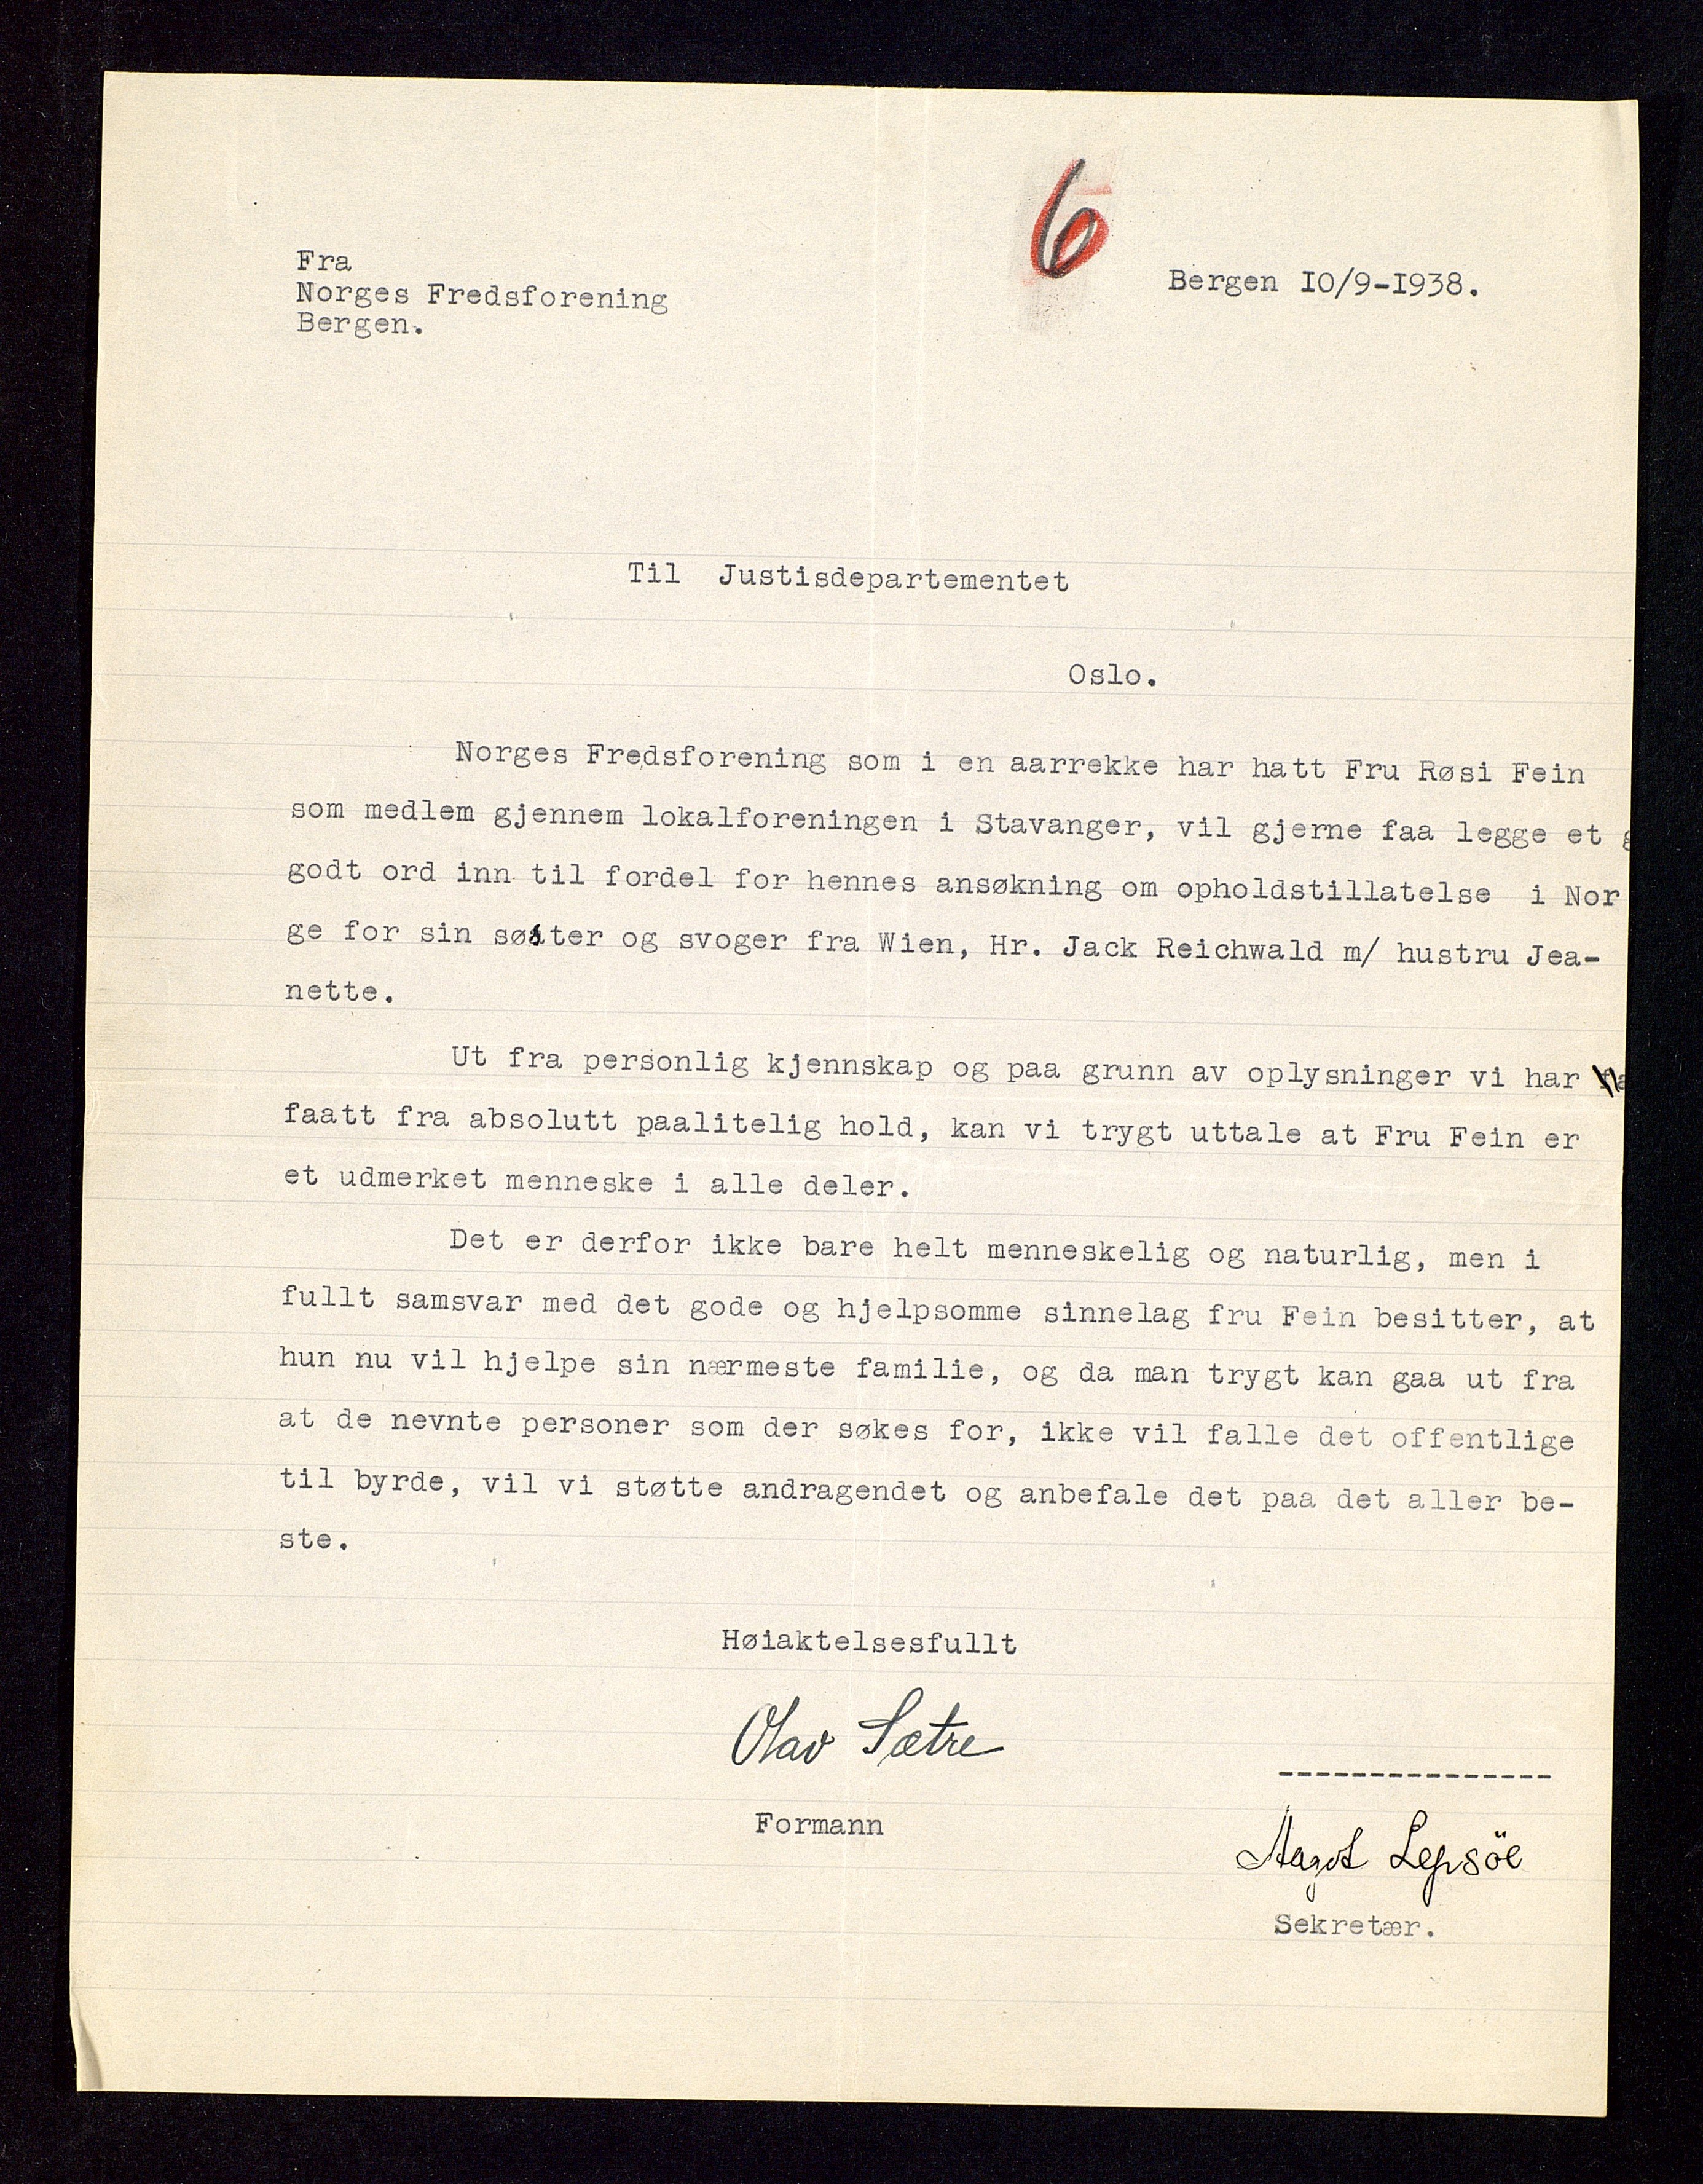 6
Fra
Norges Fredsforening
Bergen.
Bergen IO/9-I938.
Til Justisdepartementet
Oslo.
Norges Fredsforening som i en aarrekke har hatt Fru Røsi Fein
som medlem gjennem lokalforeningen i Stavanger, vil gjerne faa legge et g
godt ord inn til fordel for hennes ansøkning om opholdstillatelse i Nor
ge for sin søster og svoger fra Wien, Hr. Jack Reichwald m/ hustru Jea-
nette.
Ut fra personlig kjennskap og paa grunn av oplysninger vi har
faatt fra absolutt paalitelig hold, kan vi trygt uttale at Fru Fein er
et udmerket menneske i alle deler.
Det er derfor ikke bare helt menneskelig og naturlig, men i
fullt samsvar med det gode og hjelpsomme sinnelag fru Fein besitter, at
hun nu vil hjelpe sin nærmeste familie, og da man trygt kan gaa ut fra
at de nevnte personer som der søkes for, ikke vil falle det offentlige
til byrde, vil vi støtte andragendet og anbefale det paa det aller be-
ste.
Høiaktelsesfullt
Olav Sætre
Formann
---------------
Aagot Lepsöe
Sekretær.